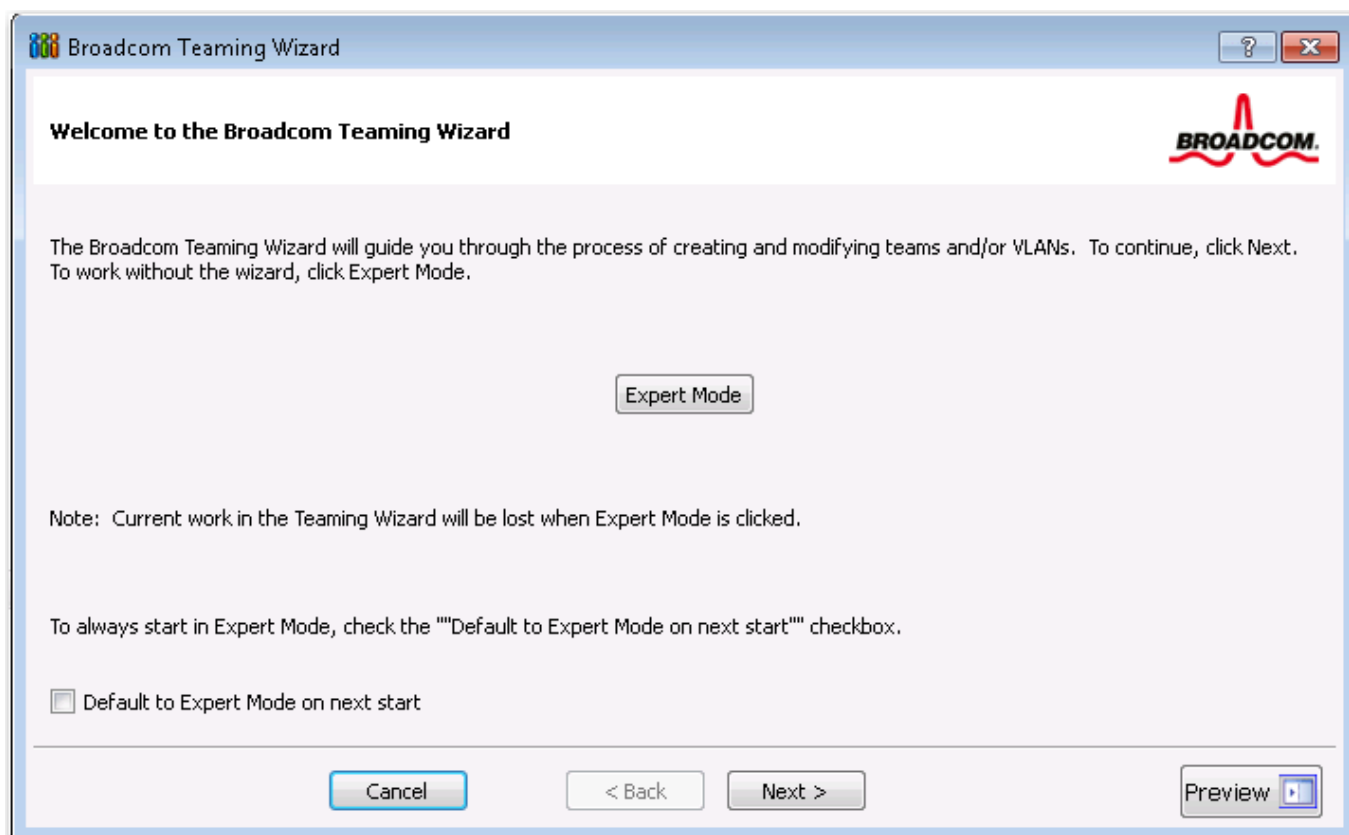 Broadcom Teaming Wizard
?
Welcome to the Broadcom Teaming Wizard
BROADCOM.
The Broadcom Teaming Wizard will guide you through the process of creating and modifying teams and/or VLANs. To continue, click Next.
To work without the wizard, click Expert Mode.
Expert Mode
Note: Current work in the Teaming Wizard will be lost when Expert Mode is clicked.
To always start in Expert Mode, check the ""Default to Expert Mode on next start"" checkbox.
Default to Expert Mode on next start
Cancel
< Back
Next >
Preview